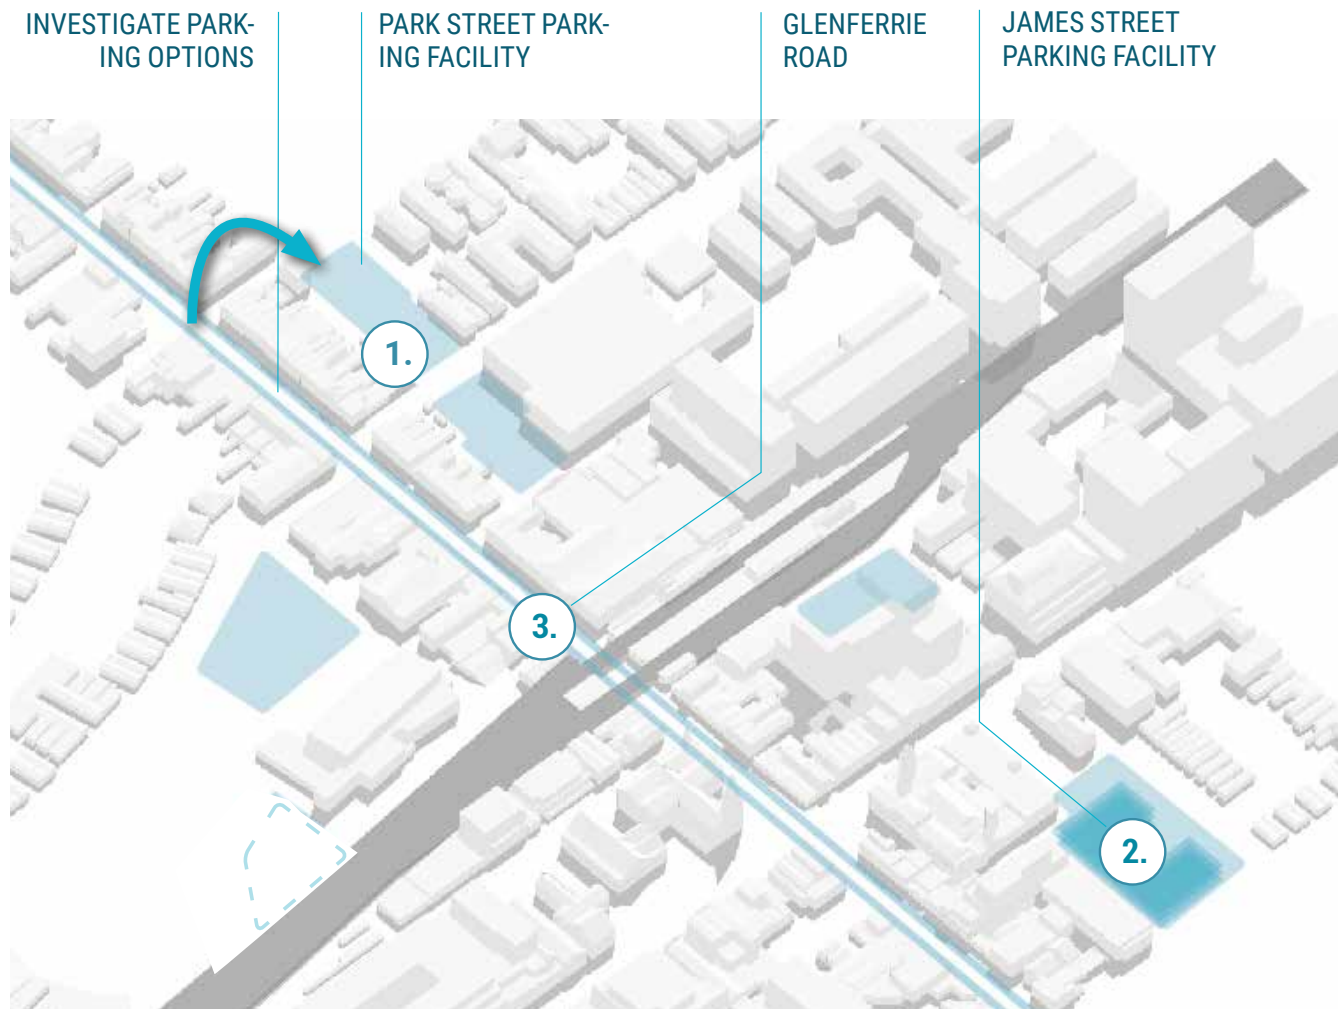 INVESTIGATE PARK-
ING OPTIONS
PARK STREET PARK-
ING FACILITY
GLENFERRIE
ROAD
JAMES STREET
PARKING FACILITY
1.
3.
2.